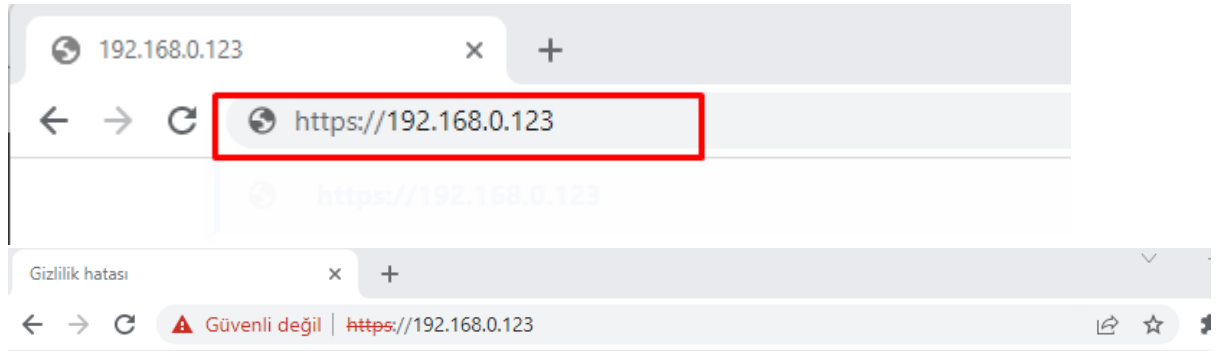 192.168.0.123
https://192.168.0.123
https://192.168.0.123
Gizlilik hatası
Güvenli değil | https://192.168.0.123